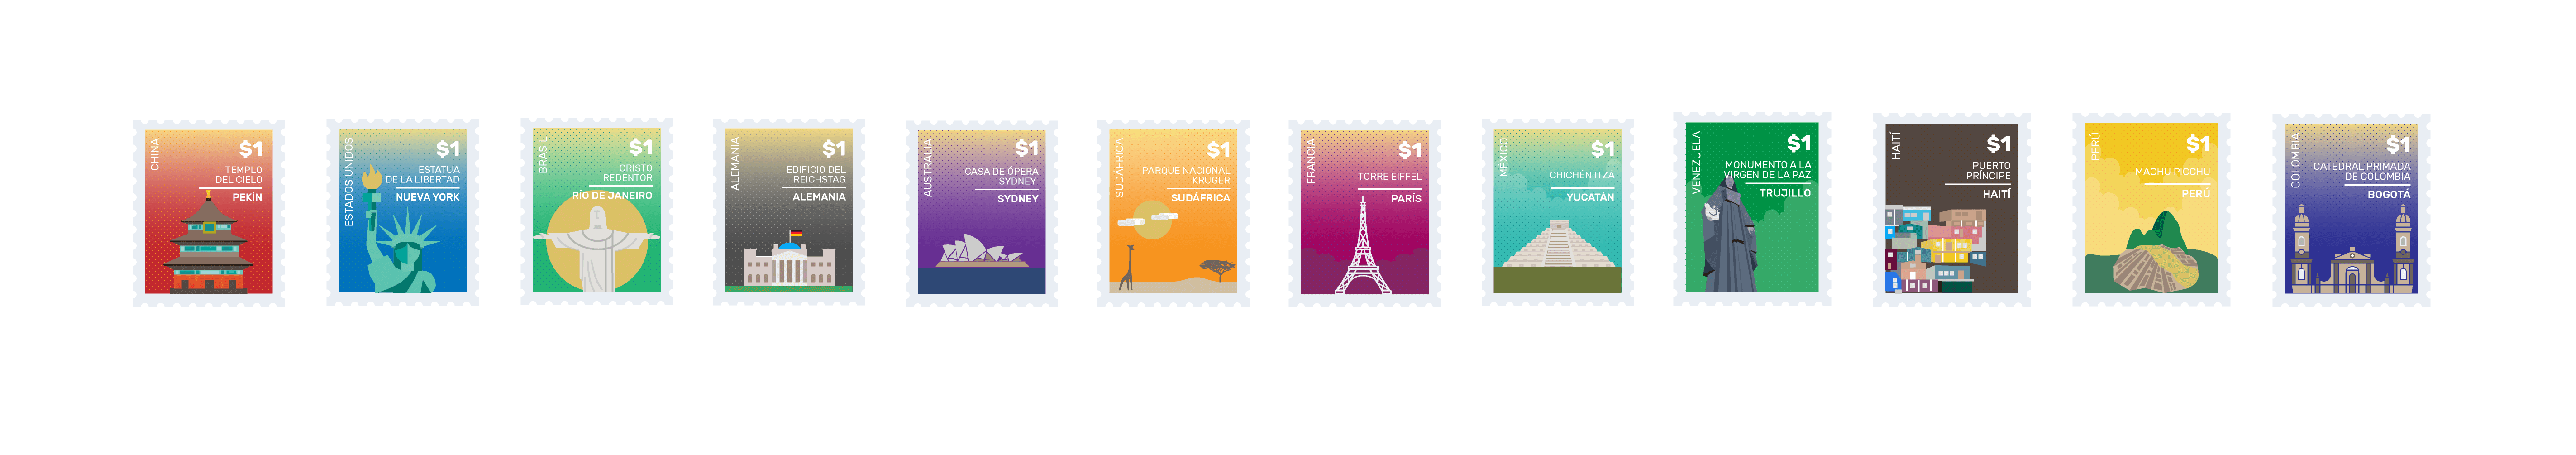 CHINA
$1
TEMPLO
DEL CIELO
PEKÍN
ESTADOS UNIDOS
$1
ESTATUA
DE LA LIBERTAD
NUEVA YORK
BRASIL
$1
CRISTO
REDENTOR
RÍO DE JANEIRO
ALEMANIA
$1
EDIFICIO DEL
REICHSTAG
ALEMANIA
AUSTRALIA
$1
CASA DE ÓPERA
SYDNEY
SYDNEY
SUDÁFRICA
$1
PARQUE NACIONAL
KRUGER
SUDÁFRICA
FRANCIA
$1
TORRE EIFFEL
PARÍS
MÉXICO
$1
CHICHÉN ITZÁ
YUCATÁN
VENEZUELA
$1
MONUMENTO A LA
VIRGEN DE LA PAZ
TRUJILLO
HAITÍ
$1
PUERTO
PRÍNCIPE
HAITÍ
PERÚ
$1
MACHU PICCHU
PERÚ
COLOMBIA
$1
CATEDRAL PRIMADA
DE COLOMBIA
BOGOTÁ